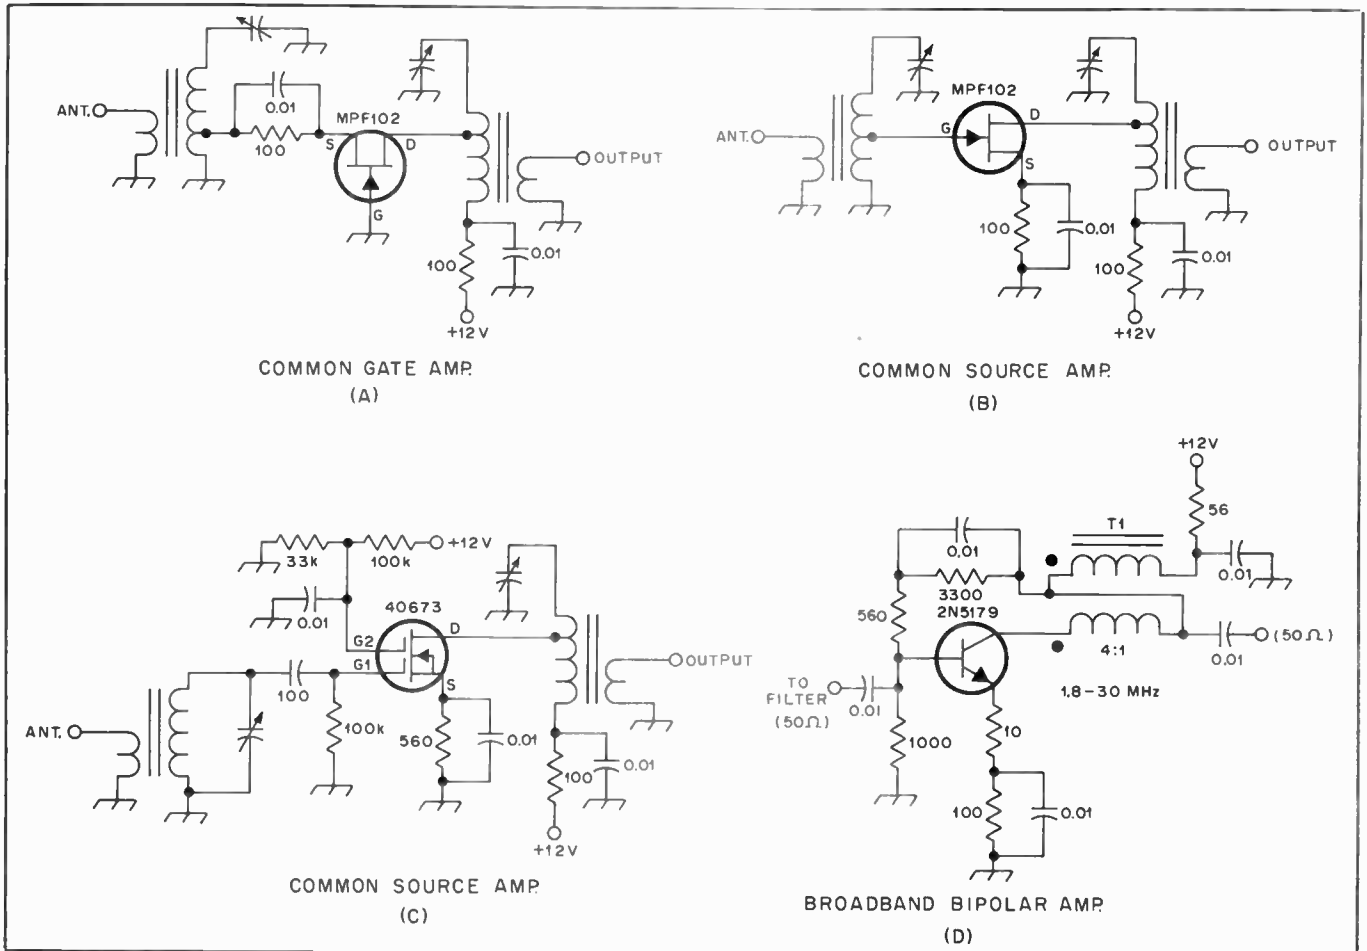 ANT.
0.01
100
MPF102
S
D
G
OUTPUT
100
0.01
+12V
COMMON GATE AMP.
(A)
ANT.
MPF102
G
D
S
100
0.01
OUTPUT
100
0.01
+12V
COMMON SOURCE AMP.
(B)
33k
100k
+12V
0.01
40673
G2
G1
D
S
ANT.
100
100k
560
0.01
OUTPUT
100
0.01
+12V
COMMON SOURCE AMP.
(C)
+12V
56
T1
0.01
0.01
3300
560
2N5179
4:1
0.01
(50Ω)
1.8-30 MHz
TO
FILTER
(50Ω)
0.01
1000
10
100
0.01
BROADBAND BIPOLAR AMP.
(D)